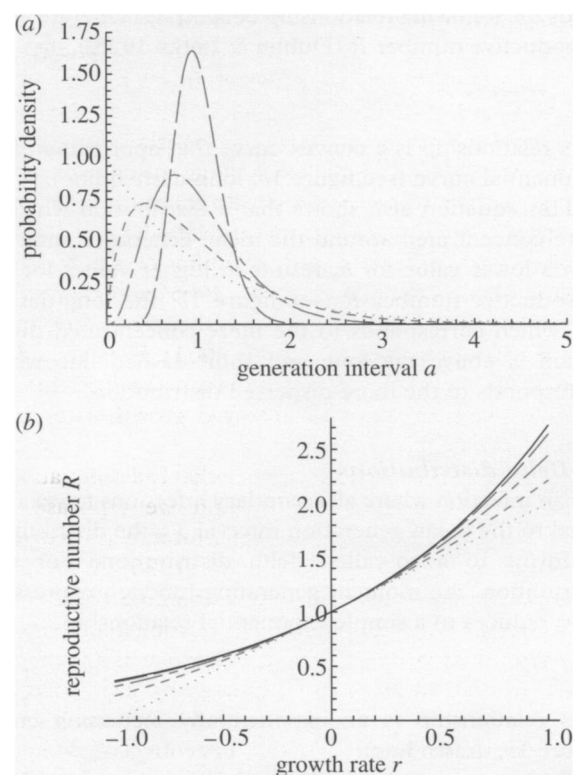 (a)
probability density
1.75
1.50
1.25
1.00
0.75
0.50
0.25
0 1 2 3 4 5
generation interval a
(b)
reproductive number R
2.5
2.0
1.5
1.0
0.5
−1.0 −0.5 0 0.5 1.0
growth rate r